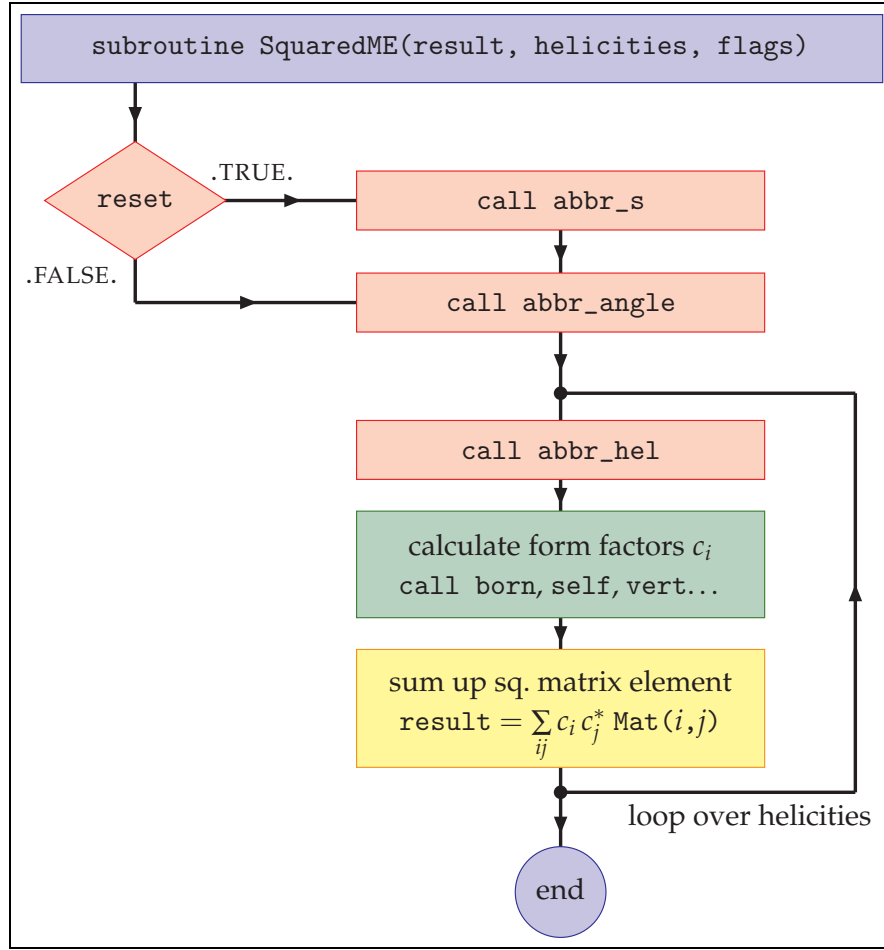 subroutine SquaredME(result, helicities, flags)
reset
.TRUE.
call abbr_s
.FALSE.
call abbr_angle
call abbr_hel
calculate form factors c_i
call born, self, vert…
sum up sq. matrix element
result = ∑_{ij} c_i c_j^* Mat(i,j)
loop over helicities
end